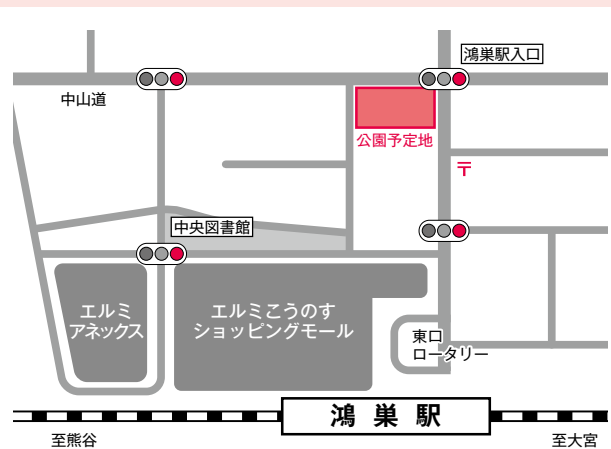 鴻巣駅入口
中山道
公園予定地
〒
中央図書館
エルミ
アネックス
エルミこうのす
ショッピングモール
東口
ロータリー
鴻巣駅
至熊谷
至大宮